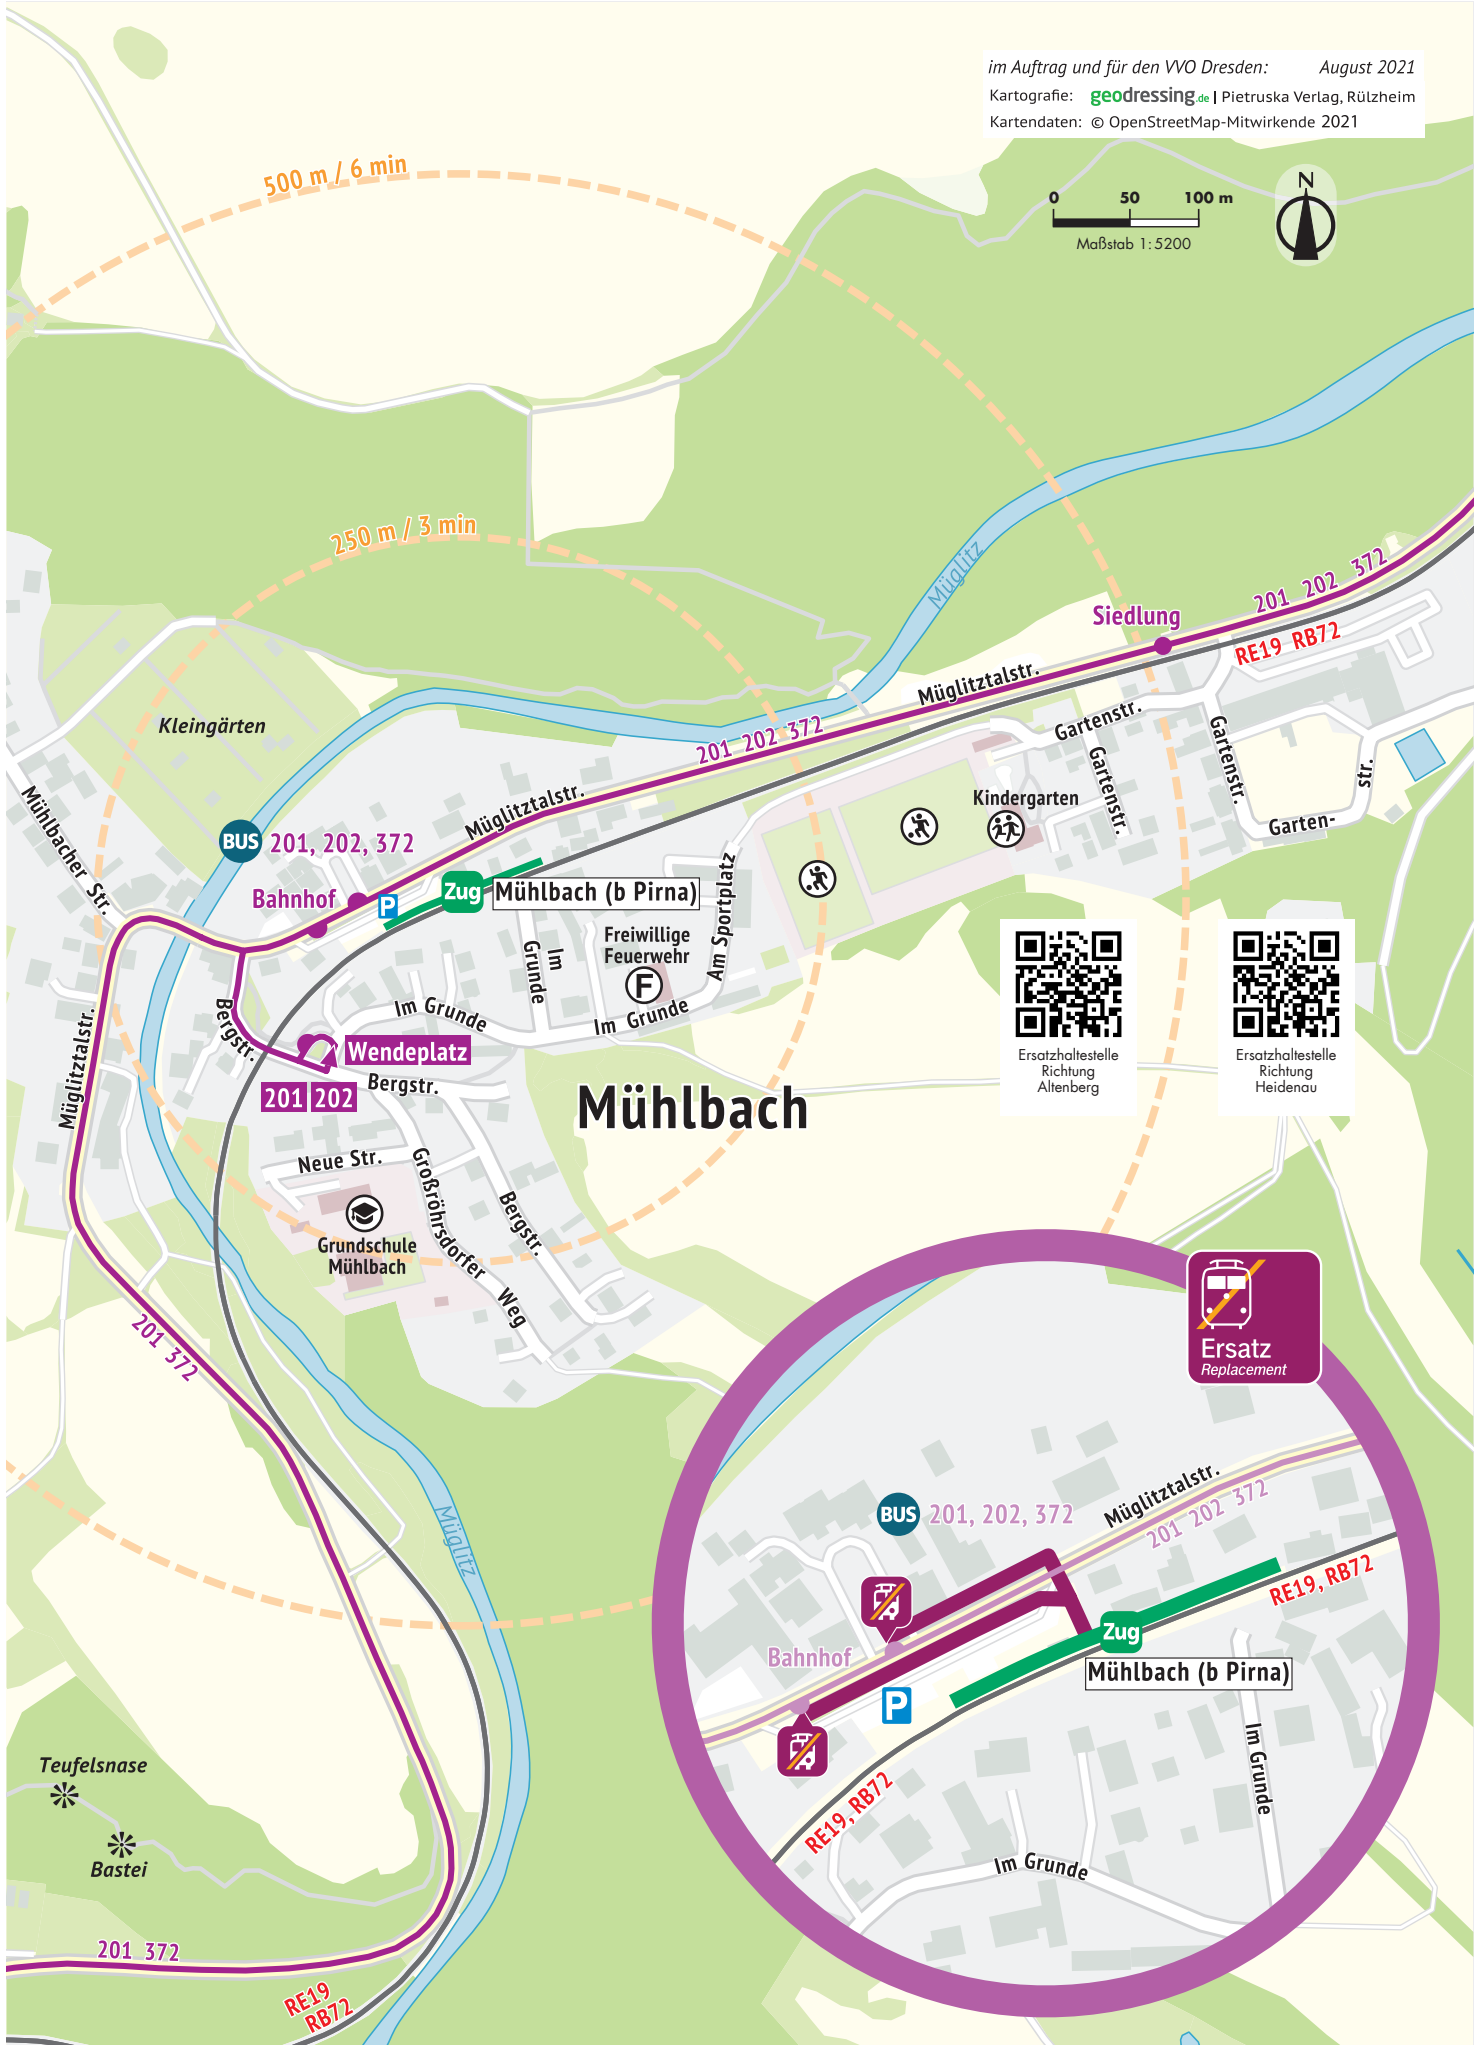 im Auftrag und für den VVO Dresden: August 2021
Kartografie: geodressing.de | Pietruska Verlag, Rülzheim
Kartendaten: © OpenStreetMap-Mitwirkende 2021
500 m / 6 min
0 50 100 m
Maßstab 1:5200
N
250 m / 3 min
Müglitz
201 202 372
Siedlung
RE19 RB72
Müglitztalstr.
Gartenstr.
Kleingärten
201 202 372
Gartenstr.
Gartenstr.
str.
Garten-
Mühlbacher Str.
Müglitztalstr.
Kindergarten
BUS 201, 202, 372
Bahnhof
P
Zug
Mühlbach (b Pirna)
Am Sportplatz
Freiwillige
Feuerwehr
F
Im
Grunde
Im Grunde
Im Grunde
Bergstr.
Müglitztalstr.
Wendeplatz
201 202
Bergstr.
Mühlbach
Ersatzhaltestelle
Richtung
Altenberg
Ersatzhaltestelle
Richtung
Heidenau
Neue Str.
Großröhrsdorfer Weg
Bergstr.
Grundschule
Mühlbach
201 372
Müglitz
Ersatz
Replacement
Müglitztalstr.
201 202 372
BUS 201, 202, 372
RE19, RB72
Bahnhof
Zug
Mühlbach (b Pirna)
P
Im Grunde
RE19, RB72
Im Grunde
Teufelsnase
Bastei
201 372
RE19
RB72